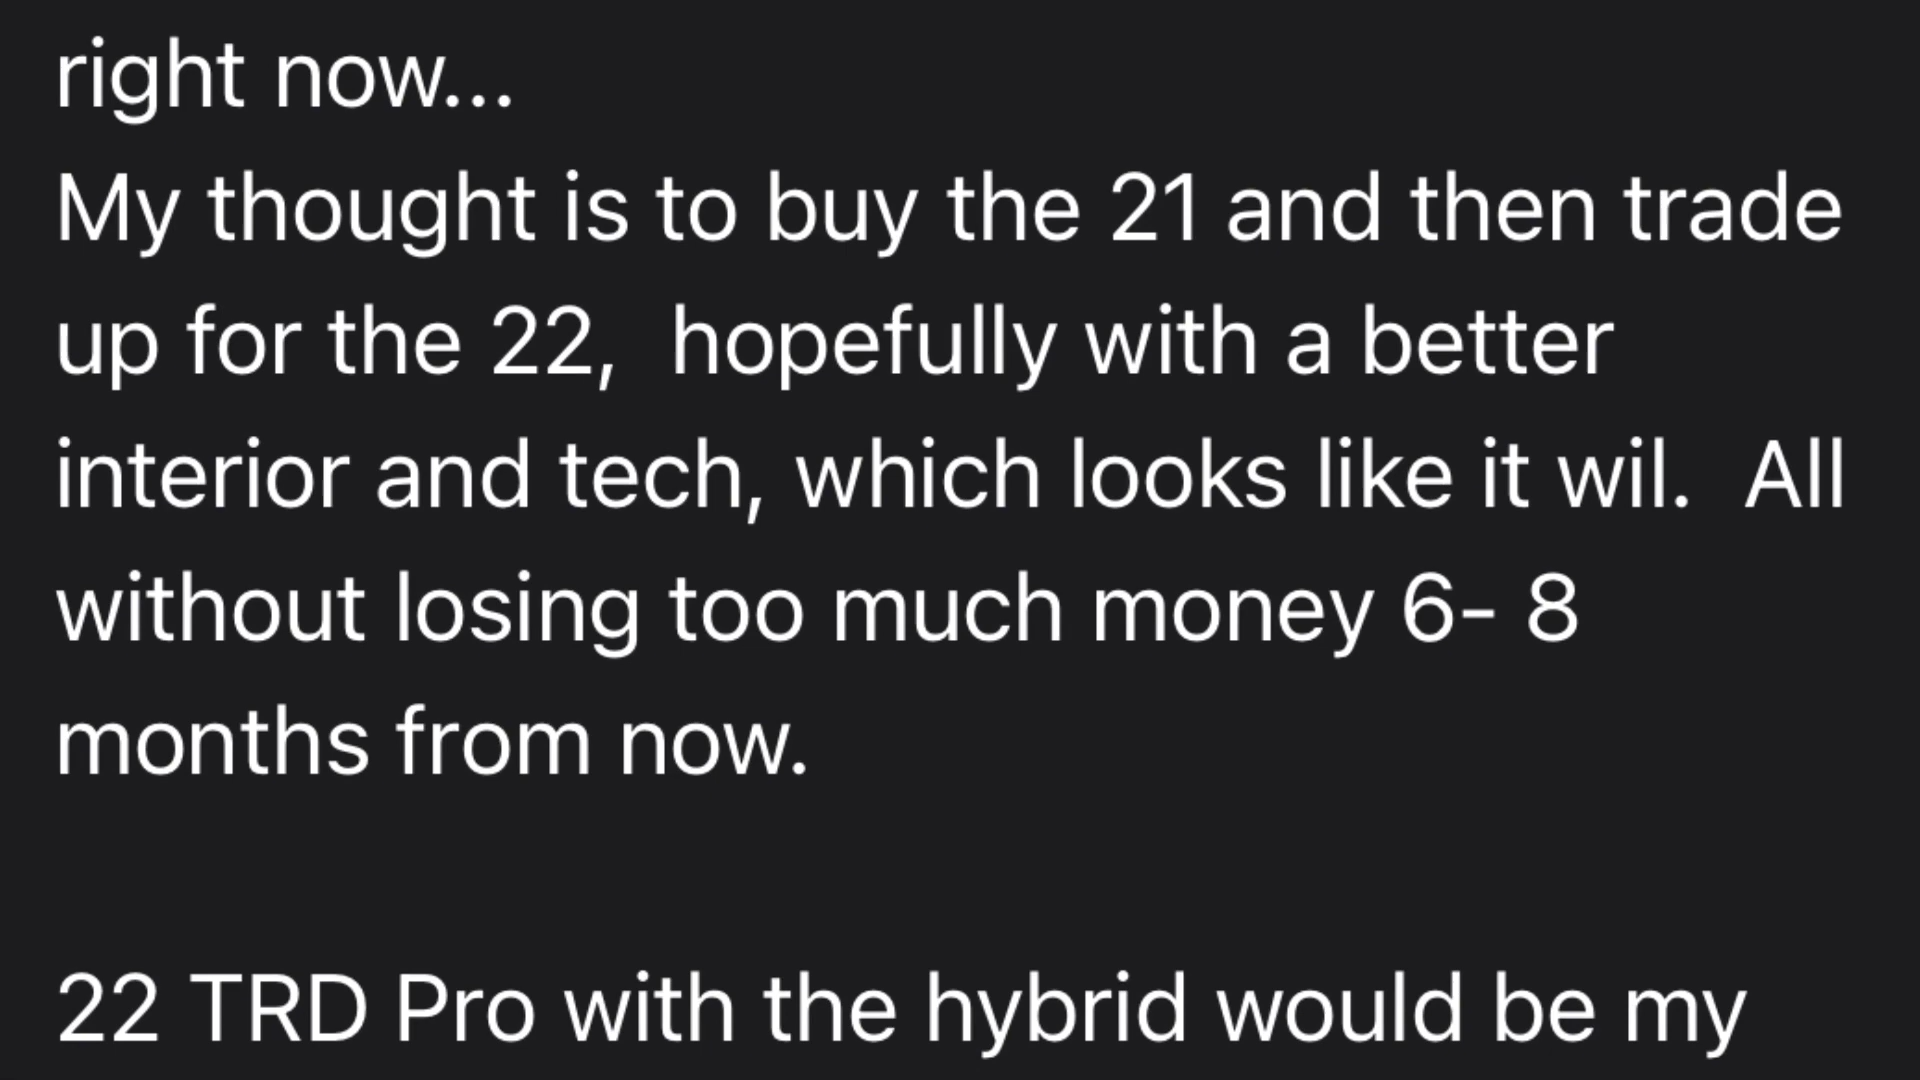 right now...
My thought is to buy the 21 and then trade
up for the 22,  hopefully with a better
interior and tech, which looks like it wil.  All
without losing too much money 6- 8
months from now.
22 TRD Pro with the hybrid would be my